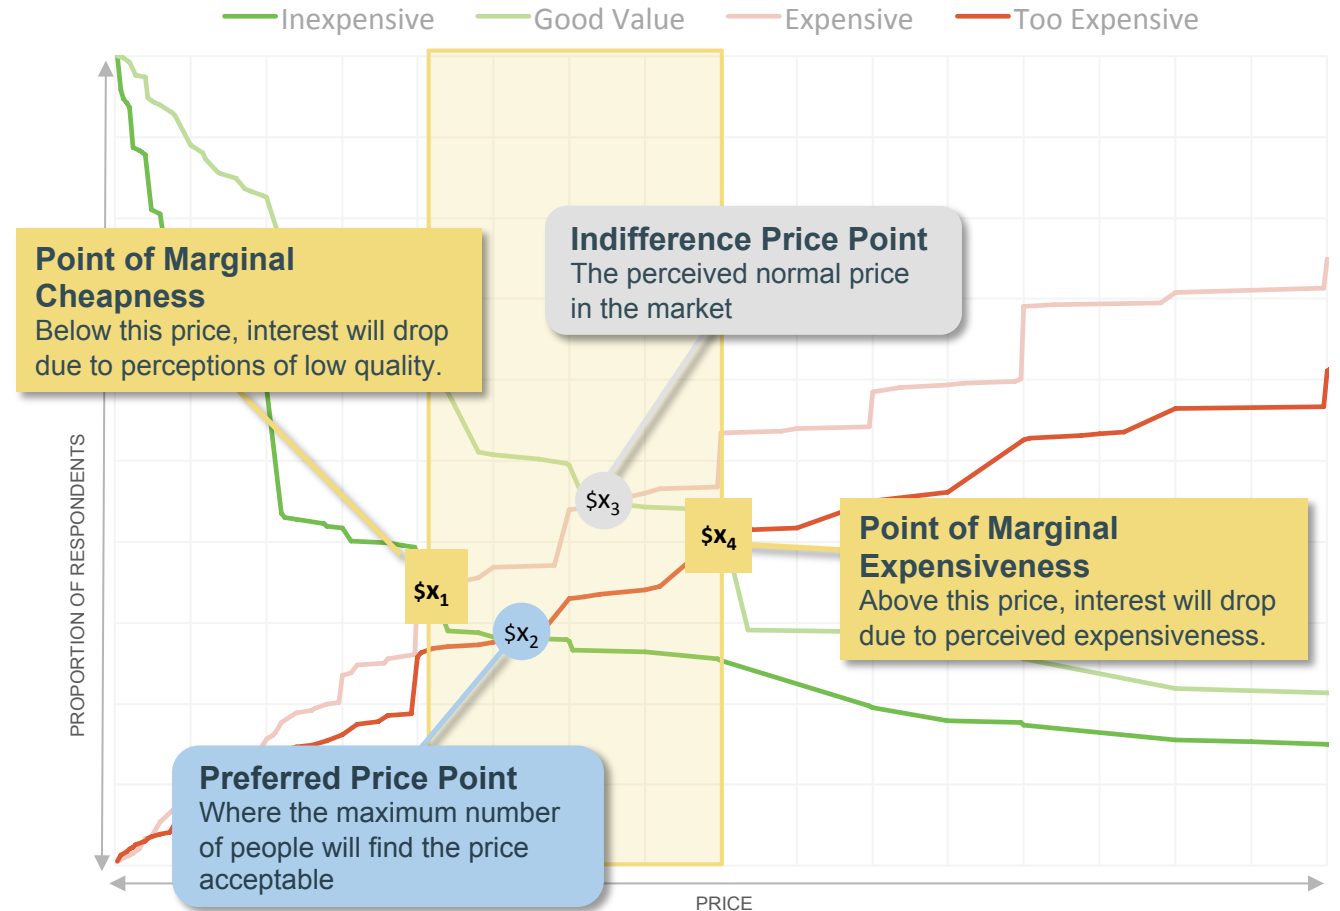 Inexpensive Good Value Expensive Too Expensive
Point of Marginal
Cheapness
Below this price, interest will drop
due to perceptions of low quality.
Indifference Price Point
The perceived normal price
in the market
$x₃
$x₄
$x₁
$x₂
Point of Marginal
Expensiveness
Above this price, interest will drop
due to perceived expensiveness.
Preferred Price Point
Where the maximum number
of people will find the price
acceptable
PROPORTION OF RESPONDENTS
PRICE